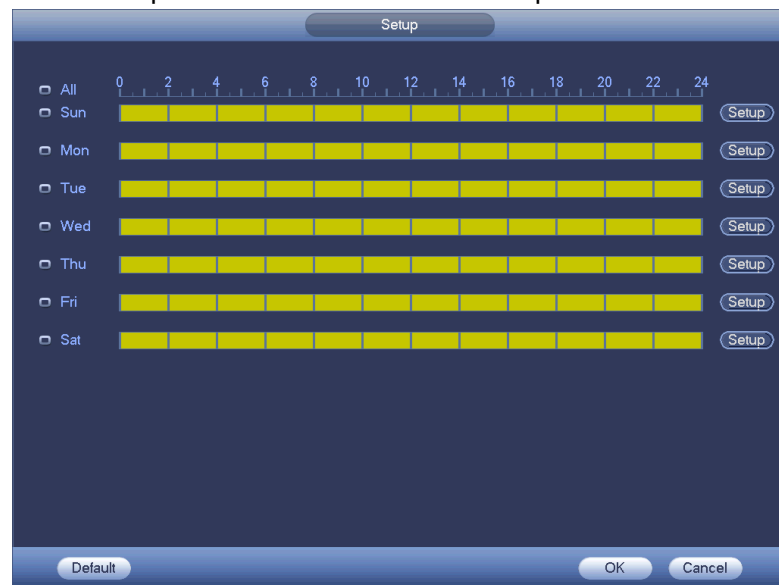 Setup
All 0 2 4 6 8 10 12 14 16 18 20 22 24
Sun Setup
Mon Setup
Tue Setup
Wed Setup
Thu Setup
Fri Setup
Sat Setup
Default OK Cancel